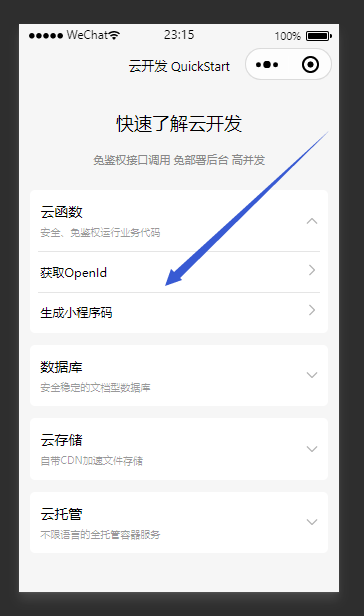 WeChat 23:15 100%
云开发 QuickStart
快速了解云开发
免鉴权接口调用 免部署后台 高并发
云函数
安全、免鉴权运行业务代码
获取OpenId
生成小程序码
数据库
安全稳定的文档型数据库
云存储
自带CDN加速文件存储
云托管
不限语言的全托管容器服务